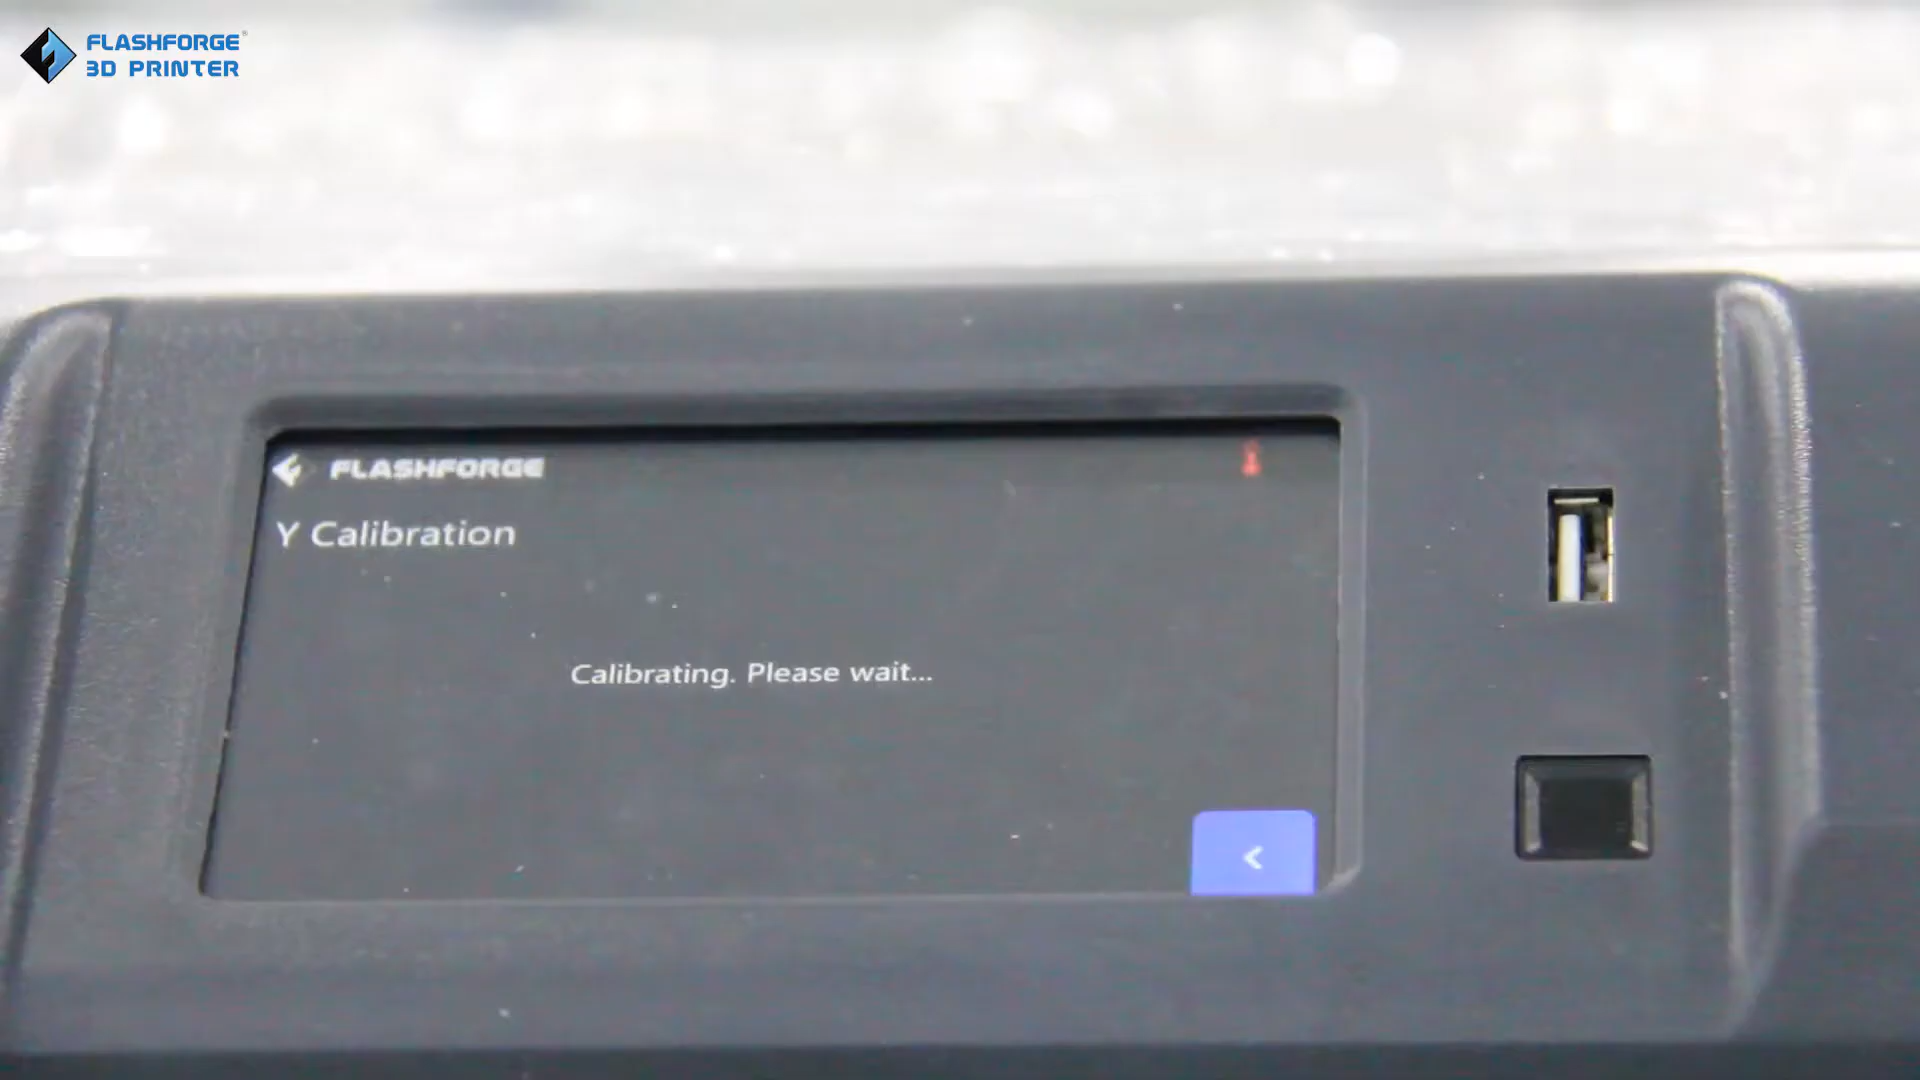 FLASHFORGE®
3D PRINTER
FLASHFORGE
Y Calibration
Calibrating. Please wait...
<